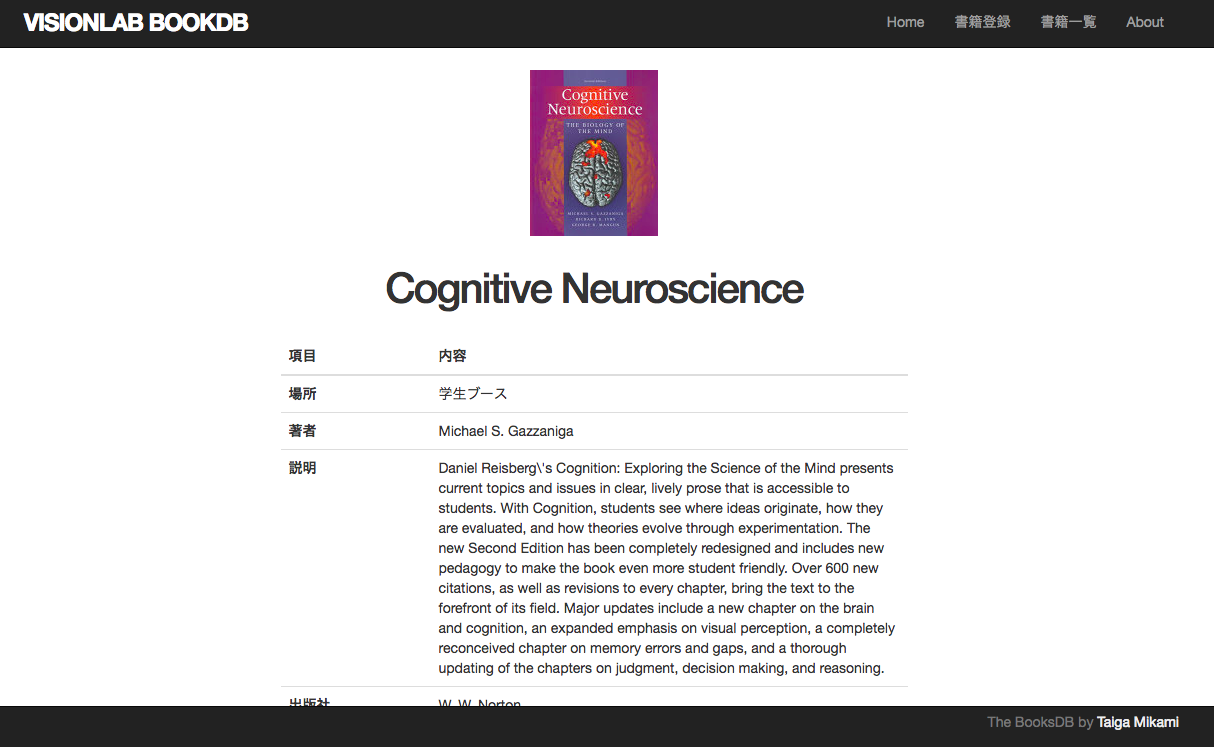 VISIONLAB BOOKDB
Home 書籍登録 書籍一覧 About
Cognitive
Neuroscience
THE BIOLOGY OF
THE MIND
MICHAEL S. GAZZANIGA
RICHARD B. IVRY
GEORGE R. MANGUN
Cognitive Neuroscience
項目 内容
場所 学生ブース
著者 Michael S. Gazzaniga
説明 Daniel Reisberg\'s Cognition: Exploring the Science of the Mind presents
current topics and issues in clear, lively prose that is accessible to
students. With Cognition, students see where ideas originate, how they
are evaluated, and how theories evolve through experimentation. The
new Second Edition has been completely redesigned and includes new
pedagogy to make the book even more student friendly. Over 600 new
citations, as well as revisions to every chapter, bring the text to the
forefront of its field. Major updates include a new chapter on the brain
and cognition, an expanded emphasis on visual perception, a completely
reconceived chapter on memory errors and gaps, and a thorough
updating of the chapters on judgment, decision making, and reasoning.
出版社 W. W. Norton
The BooksDB by Taiga Mikami